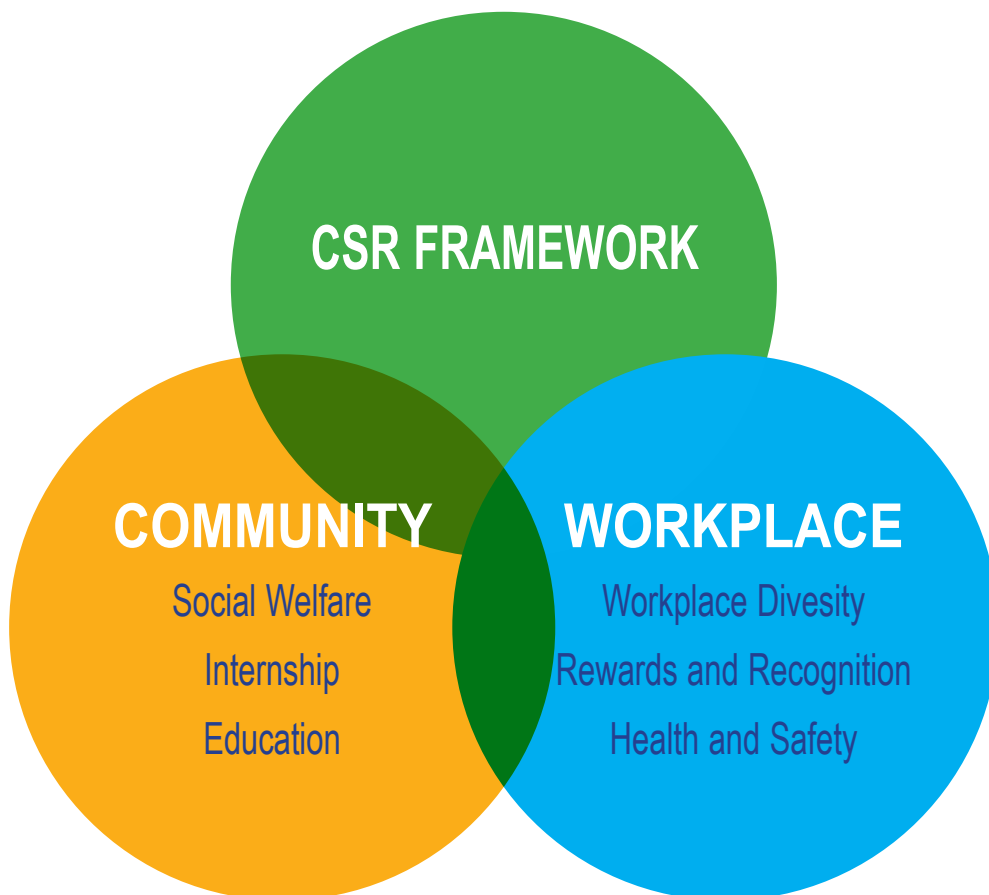 CSR FRAMEWORK
COMMUNITY
Social Welfare
Internship
Education
WORKPLACE
Workplace Divesity
Rewards and Recognition
Health and Safety